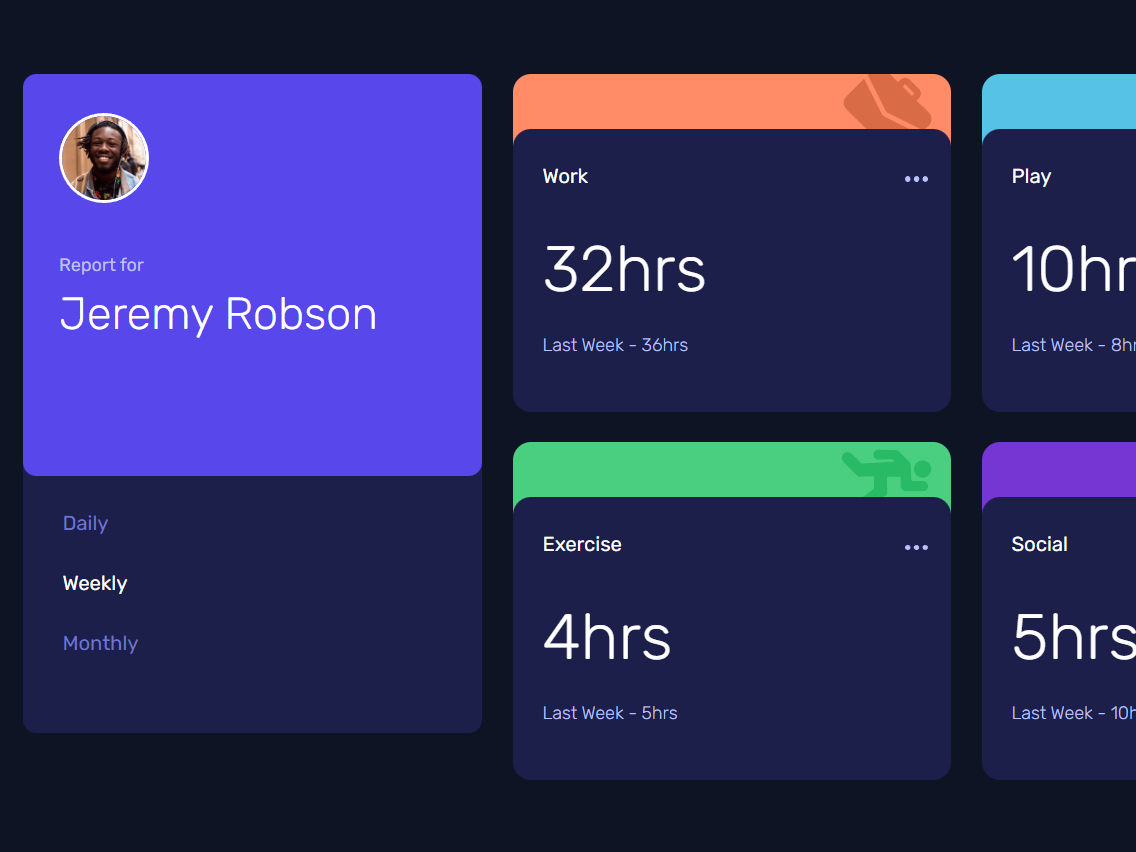 Report for
Jeremy Robson
Daily
Weekly
Monthly
Work
32hrs
Last Week - 36hrs
Play
10hr
Last Week - 8hr
Exercise
4hrs
Last Week - 5hrs
Social
5hrs
Last Week - 10h